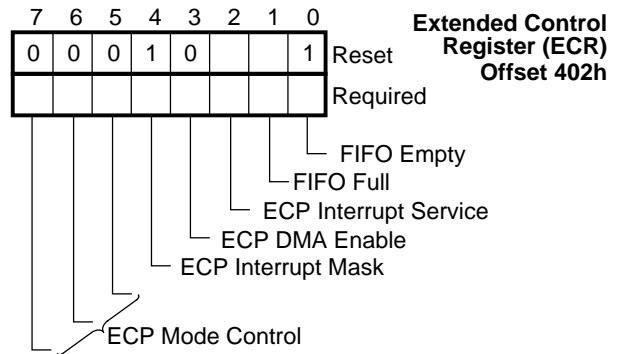 7 6 5 4 3 2 1 0
Extended Control
Register (ECR)
Offset 402h
0 0 0 1 0 1 Reset
Required
FIFO Empty
FIFO Full
ECP Interrupt Service
ECP DMA Enable
ECP Interrupt Mask
ECP Mode Control